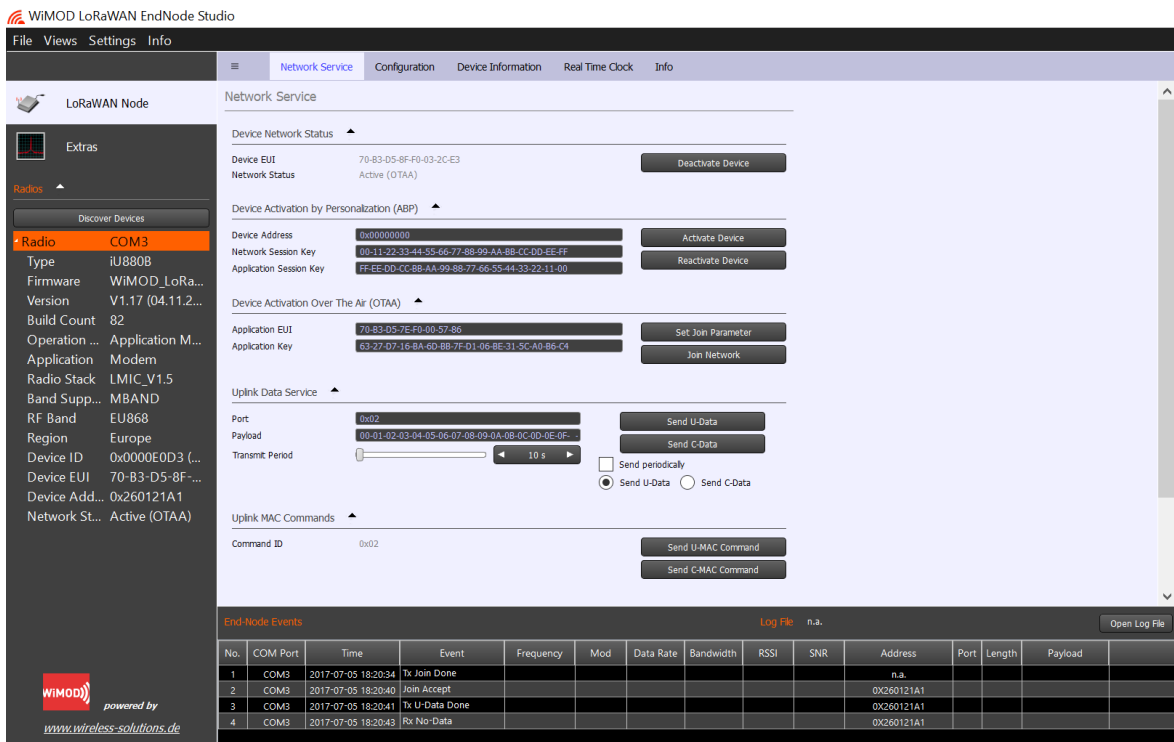 WiMOD LoRaWAN EndNode Studio
File Views Settings Info
≡ Network Service Configuration Device Information Real Time Clock Info
LoRaWAN Node
Extras
Radios
Discover Devices
Radio COM3
Type iU880B
Firmware WiMOD_LoRa...
Version V1.17 (04.11.2...
Build Count 82
Operation ... Application M...
Application Modem
Radio Stack LMIC_V1.5
Band Supp... MBAND
RF Band EU868
Region Europe
Device ID 0x0000E0D3 (...
Device EUI 70-B3-D5-8F-...
Device Add... 0x260121A1
Network St... Active (OTAA)
WiMOD
powered by
www.wireless-solutions.de
Network Service
Device Network Status
Device EUI 70-B3-D5-8F-F0-03-2C-E3 Deactivate Device
Network Status Active (OTAA)
Device Activation by Personalization (ABP)
Device Address 0x00000000 Activate Device
Network Session Key 00-11-22-33-44-55-66-77-88-99-AA-BB-CC-DD-EE-FF Reactivate Device
Application Session Key FF-EE-DD-CC-BB-AA-99-88-77-66-55-44-33-22-11-00
Device Activation Over The Air (OTAA)
Application EUI 70-B3-D5-7E-F0-00-57-86 Set Join Parameter
Application Key 63-27-D7-16-BA-6D-BB-7F-D1-06-BE-31-5C-A0-B6-C4 Join Network
Uplink Data Service
Port 0x02 Send U-Data
Payload 00-01-02-03-04-05-06-07-08-09-0A-0B-0C-0D-0E-0F- Send C-Data
Transmit Period 10 s Send periodically
Send U-Data Send C-Data
Uplink MAC Commands
Command ID 0x02 Send U-MAC Command
Send C-MAC Command
End-Node Events Log File n.a. Open Log File
No. COM Port Time Event Frequency Mod Data Rate Bandwidth RSSI SNR Address Port Length Payload
1 COM3 2017-07-05 18:20:34 Tx Join Done n.a.
2 COM3 2017-07-05 18:20:40 Join Accept 0X260121A1
3 COM3 2017-07-05 18:20:41 Tx U-Data Done 0X260121A1
4 COM3 2017-07-05 18:20:43 Rx No-Data 0X260121A1